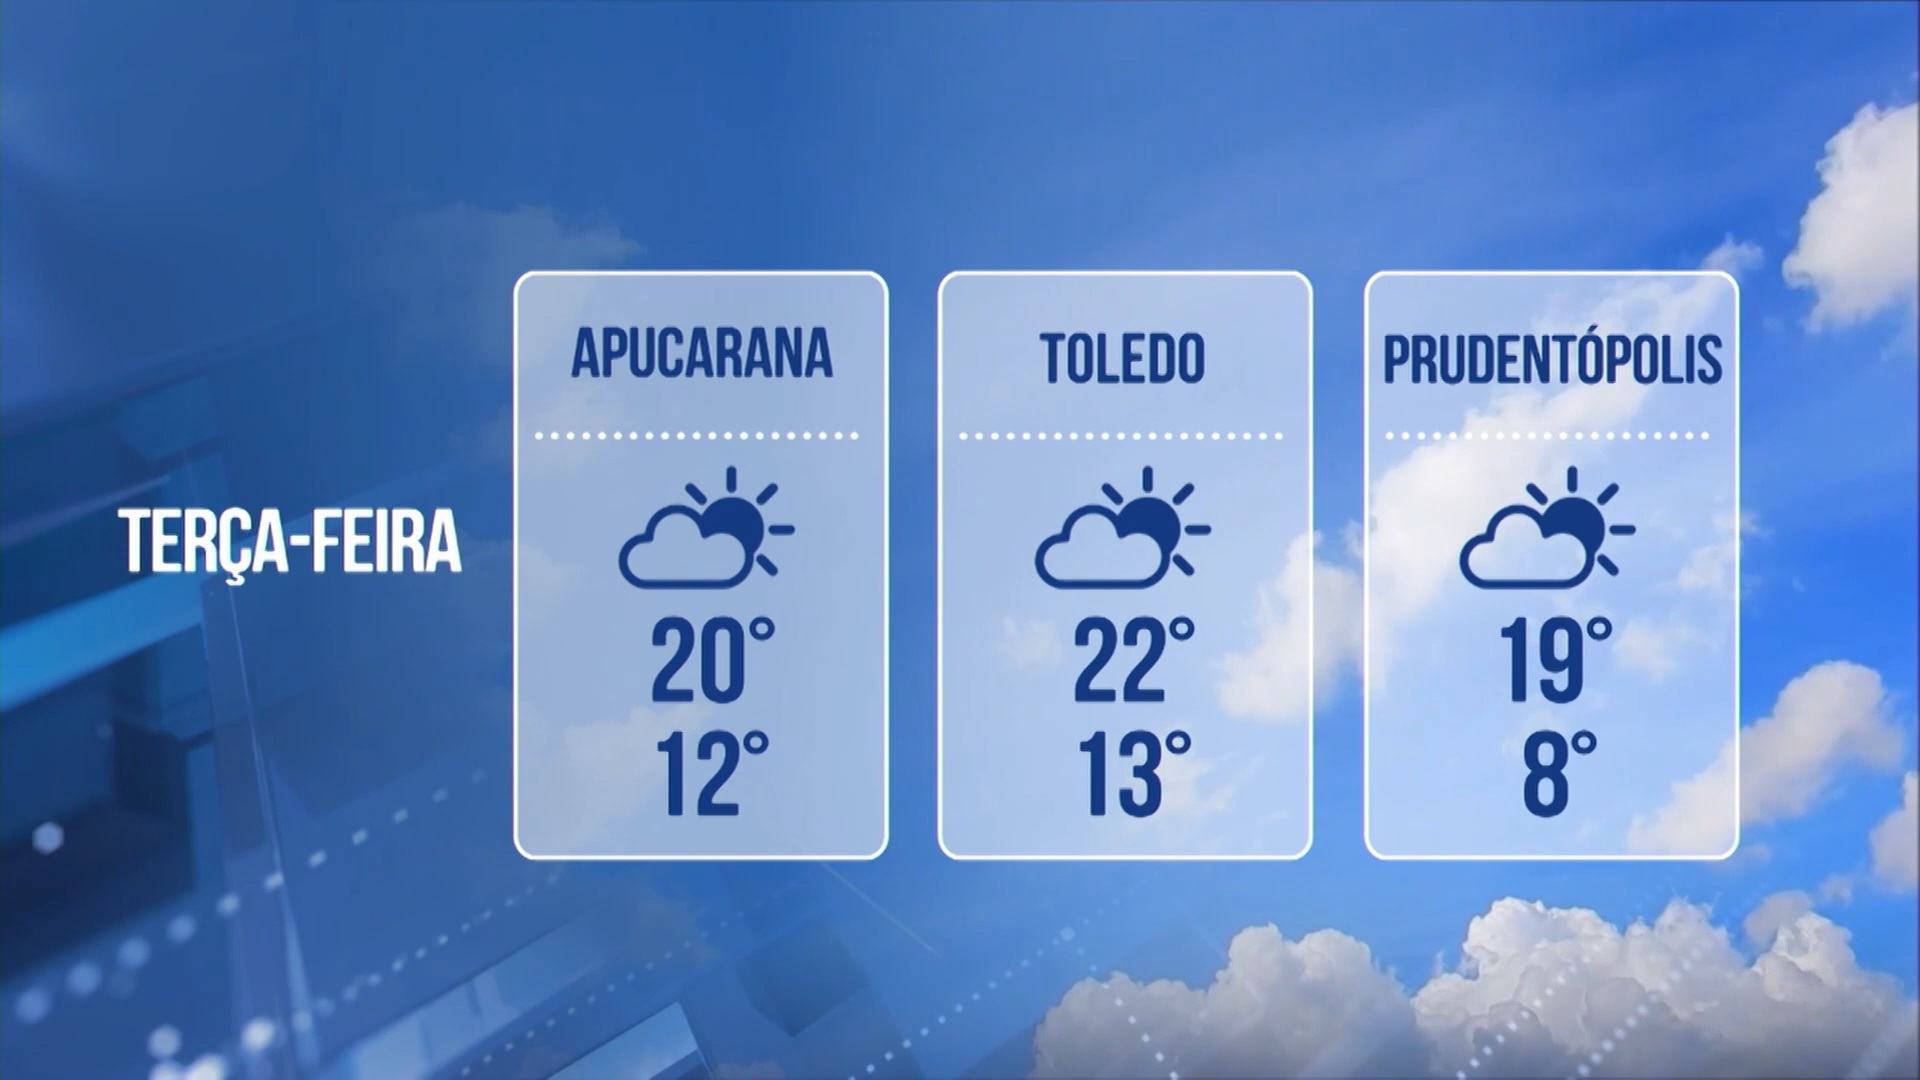 TERÇA-FEIRA
APUCARANA
20°
12°
TOLEDO
22°
13°
PRUDENTÓPOLIS
19°
8°